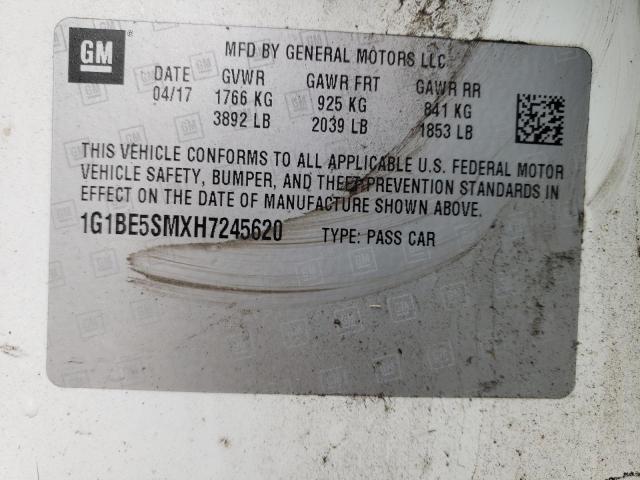 GM
MFD BY GENERAL MOTORS LLC
DATE GVWR GAWR FRT GAWR RR
04/17 1766 KG 925 KG 841 KG
3892 LB 2039 LB 1853 LB
THIS VEHICLE CONFORMS TO ALL APPLICABLE U.S. FEDERAL MOTOR
VEHICLE SAFETY, BUMPER, AND THEFT PREVENTION STANDARDS IN
EFFECT ON THE DATE OF MANUFACTURE SHOWN ABOVE.
1G1BE5SMXH7245620 TYPE: PASS CAR